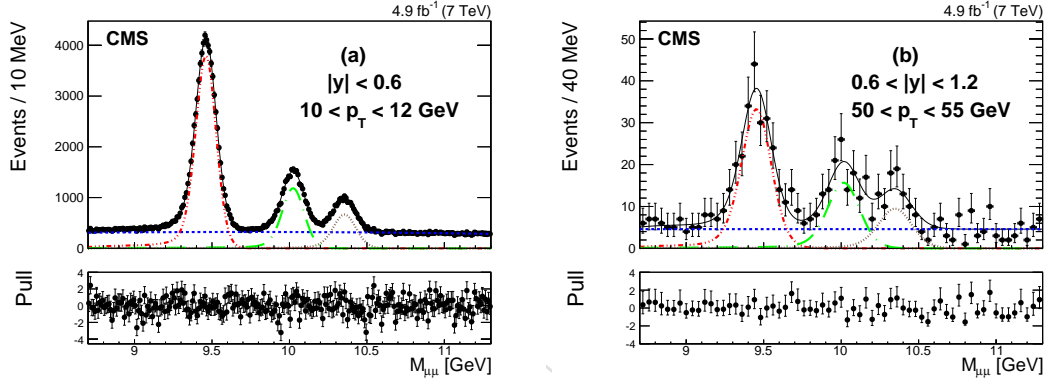 4.9 fb⁻¹ (7 TeV)
Events / 10 MeV
4000
3000
2000
1000
0
CMS
(a)
|y| < 0.6
10 < p_T < 12 GeV
Pull
4
2
0
-2
-4
9
9.5
10
10.5
11
M_μμ [GeV]
4.9 fb⁻¹ (7 TeV)
Events / 40 MeV
50
40
30
20
10
0
CMS
(b)
0.6 < |y| < 1.2
50 < p_T < 55 GeV
Pull
4
2
0
-2
-4
9
9.5
10
10.5
11
M_μμ [GeV]